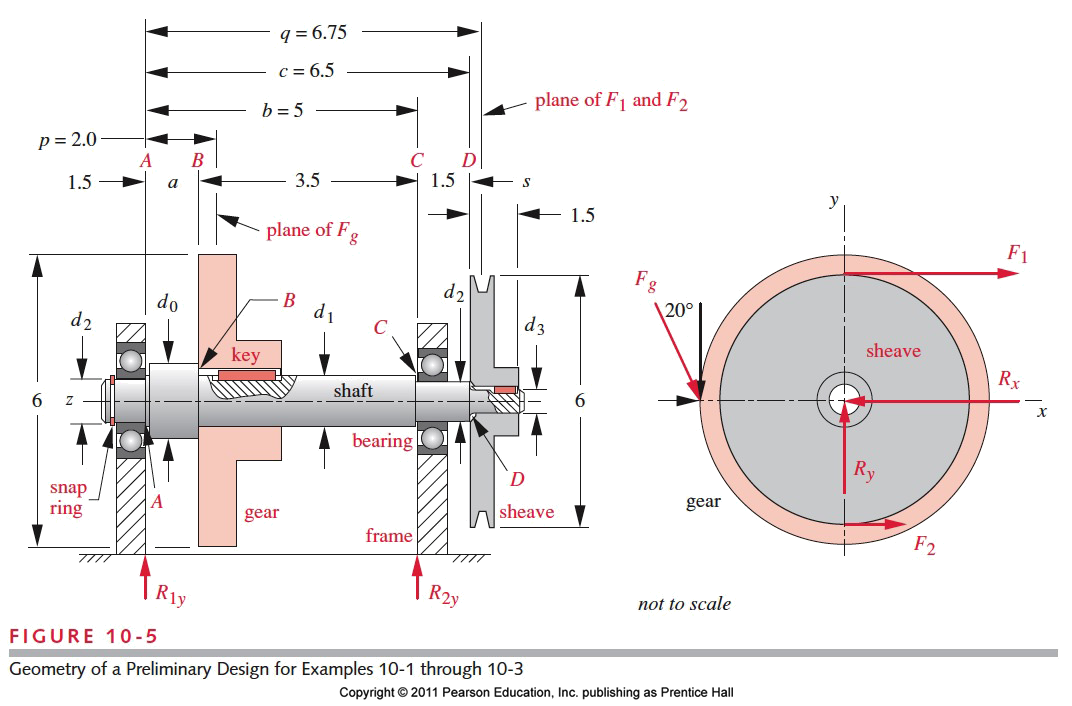 q = 6.75
c = 6.5
b = 5
plane of F1 and F2
p = 2.0
A B C D
1.5 a 3.5 1.5 s
1.5
plane of Fg
y
F1
Fg
20°
d2 d0 B d1 C d2 d3
key
sheave
shaft
6 z 6
Rx
x
bearing
Ry
snap
ring
A
gear
D
sheave
frame
gear
F2
R1y R2y
not to scale
FIGURE 10-5
Geometry of a Preliminary Design for Examples 10-1 through 10-3
Copyright © 2011 Pearson Education, Inc. publishing as Prentice Hall